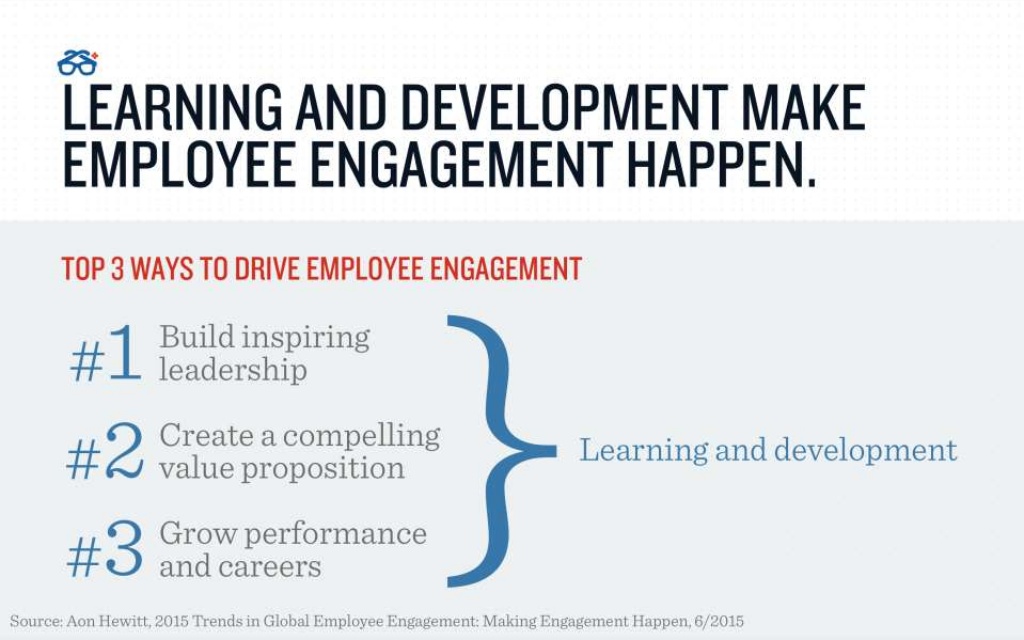 LEARNING AND DEVELOPMENT MAKE
EMPLOYEE ENGAGEMENT HAPPEN.
TOP 3 WAYS TO DRIVE EMPLOYEE ENGAGEMENT
#1 Build inspiring
leadership
#2 Create a compelling
value proposition
#3 Grow performance
and careers
Learning and development
Source: Aon Hewitt, 2015 Trends in Global Employee Engagement: Making Engagement Happen, 6/2015